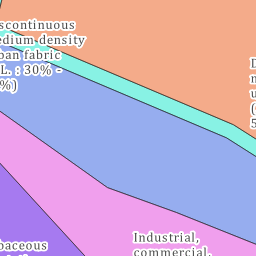 scontinuous
edium density
ban fabric
L. : 30% -
%)
D
n
u
(
5
Industrial,
commercial,
baceous